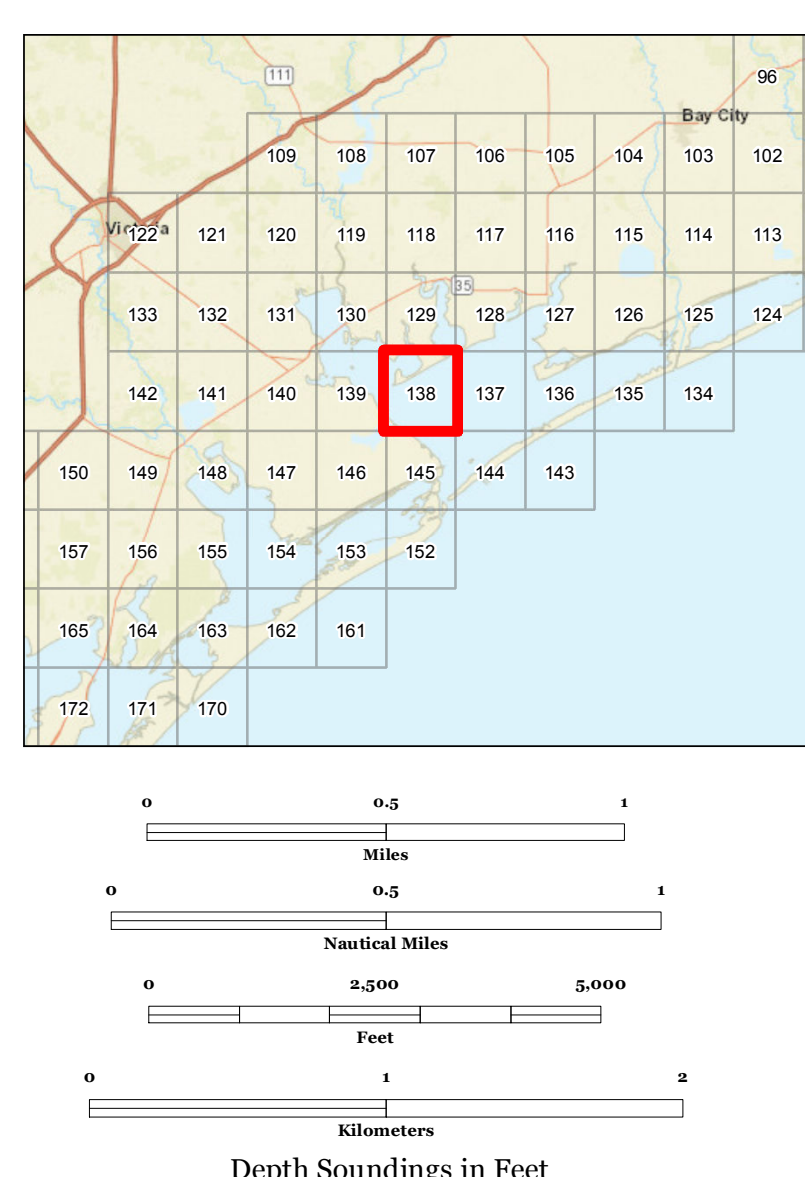 111 96
Bay City
109 108 107 106 105 104 103 102
Victoria
122 121 120 119 118 117 116 115 114 113
35
133 132 131 130 129 128 127 126 125 124
142 141 140 139 138 137 136 135 134
150 149 148 147 146 145 144 143
157 156 155 154 153 152
165 164 163 162 161
172 171 170
0 0.5 1
Miles
0 0.5 1
Nautical Miles
0 2,500 5,000
Feet
0 1 2
Kilometers
Depth Soundings in Feet